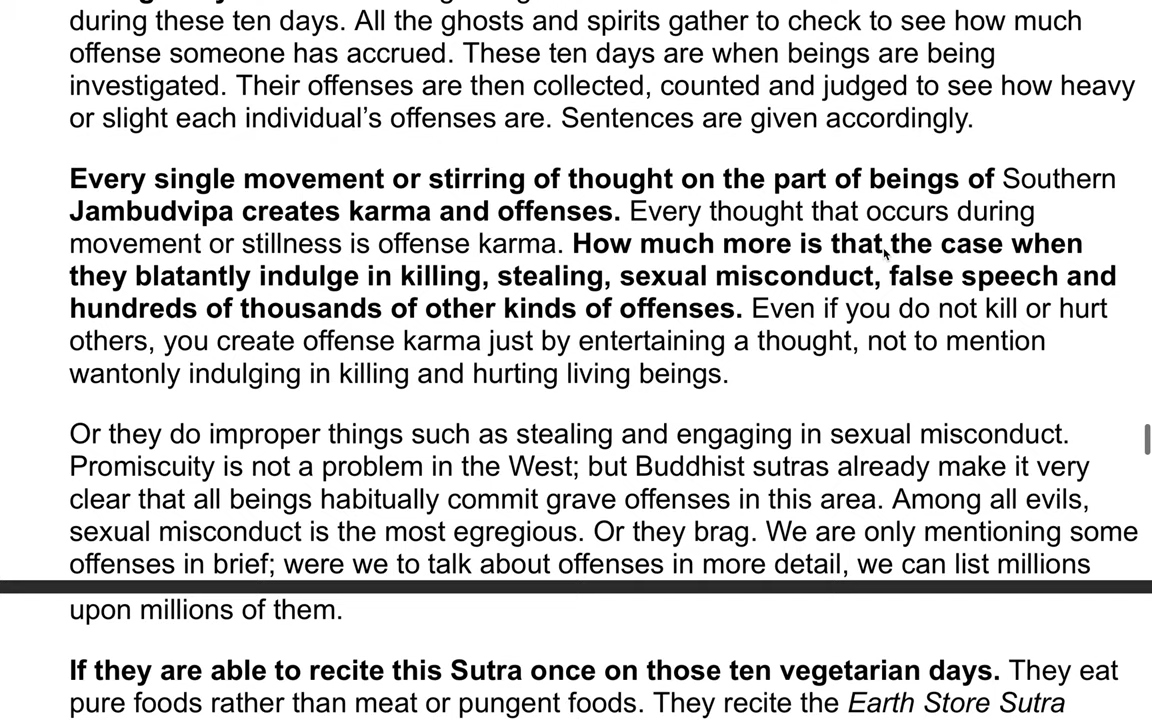 during these ten days. All the ghosts and spirits gather to check to see how much
offense someone has accrued. These ten days are when beings are being
investigated. Their offenses are then collected, counted and judged to see how heavy
or slight each individual’s offenses are. Sentences are given accordingly.
Every single movement or stirring of thought on the part of beings of Southern
Jambudvipa creates karma and offenses. Every thought that occurs during
movement or stillness is offense karma. How much more is that the case when
they blatantly indulge in killing, stealing, sexual misconduct, false speech and
hundreds of thousands of other kinds of offenses. Even if you do not kill or hurt
others, you create offense karma just by entertaining a thought, not to mention
wantonly indulging in killing and hurting living beings.
Or they do improper things such as stealing and engaging in sexual misconduct.
Promiscuity is not a problem in the West; but Buddhist sutras already make it very
clear that all beings habitually commit grave offenses in this area. Among all evils,
sexual misconduct is the most egregious. Or they brag. We are only mentioning some
offenses in brief; were we to talk about offenses in more detail, we can list millions
upon millions of them.
If they are able to recite this Sutra once on those ten vegetarian days. They eat
pure foods rather than meat or pungent foods. They recite the Earth Store Sutra